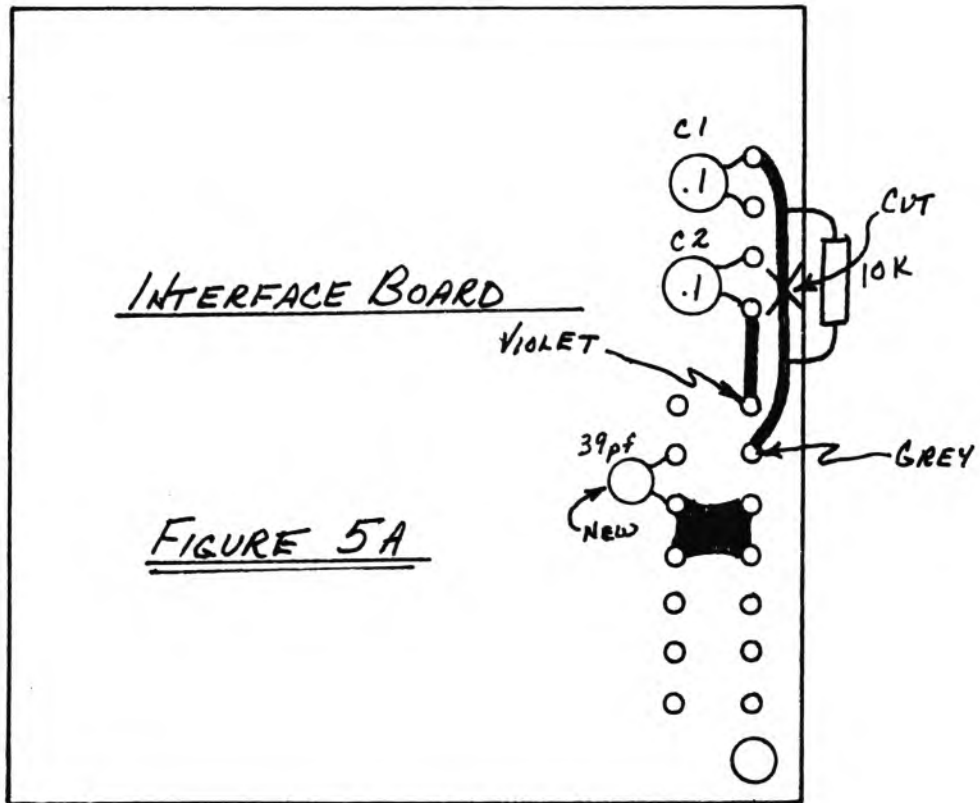 C1
.1
CUT
C2
.1
10K
INTERFACE BOARD
VIOLET
39pf
GREY
NEW
FIGURE 5A